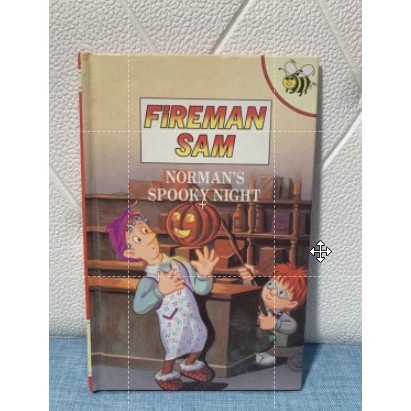 FiREMAN
SAM
NORMAN'S
SPOOKY NIGHT